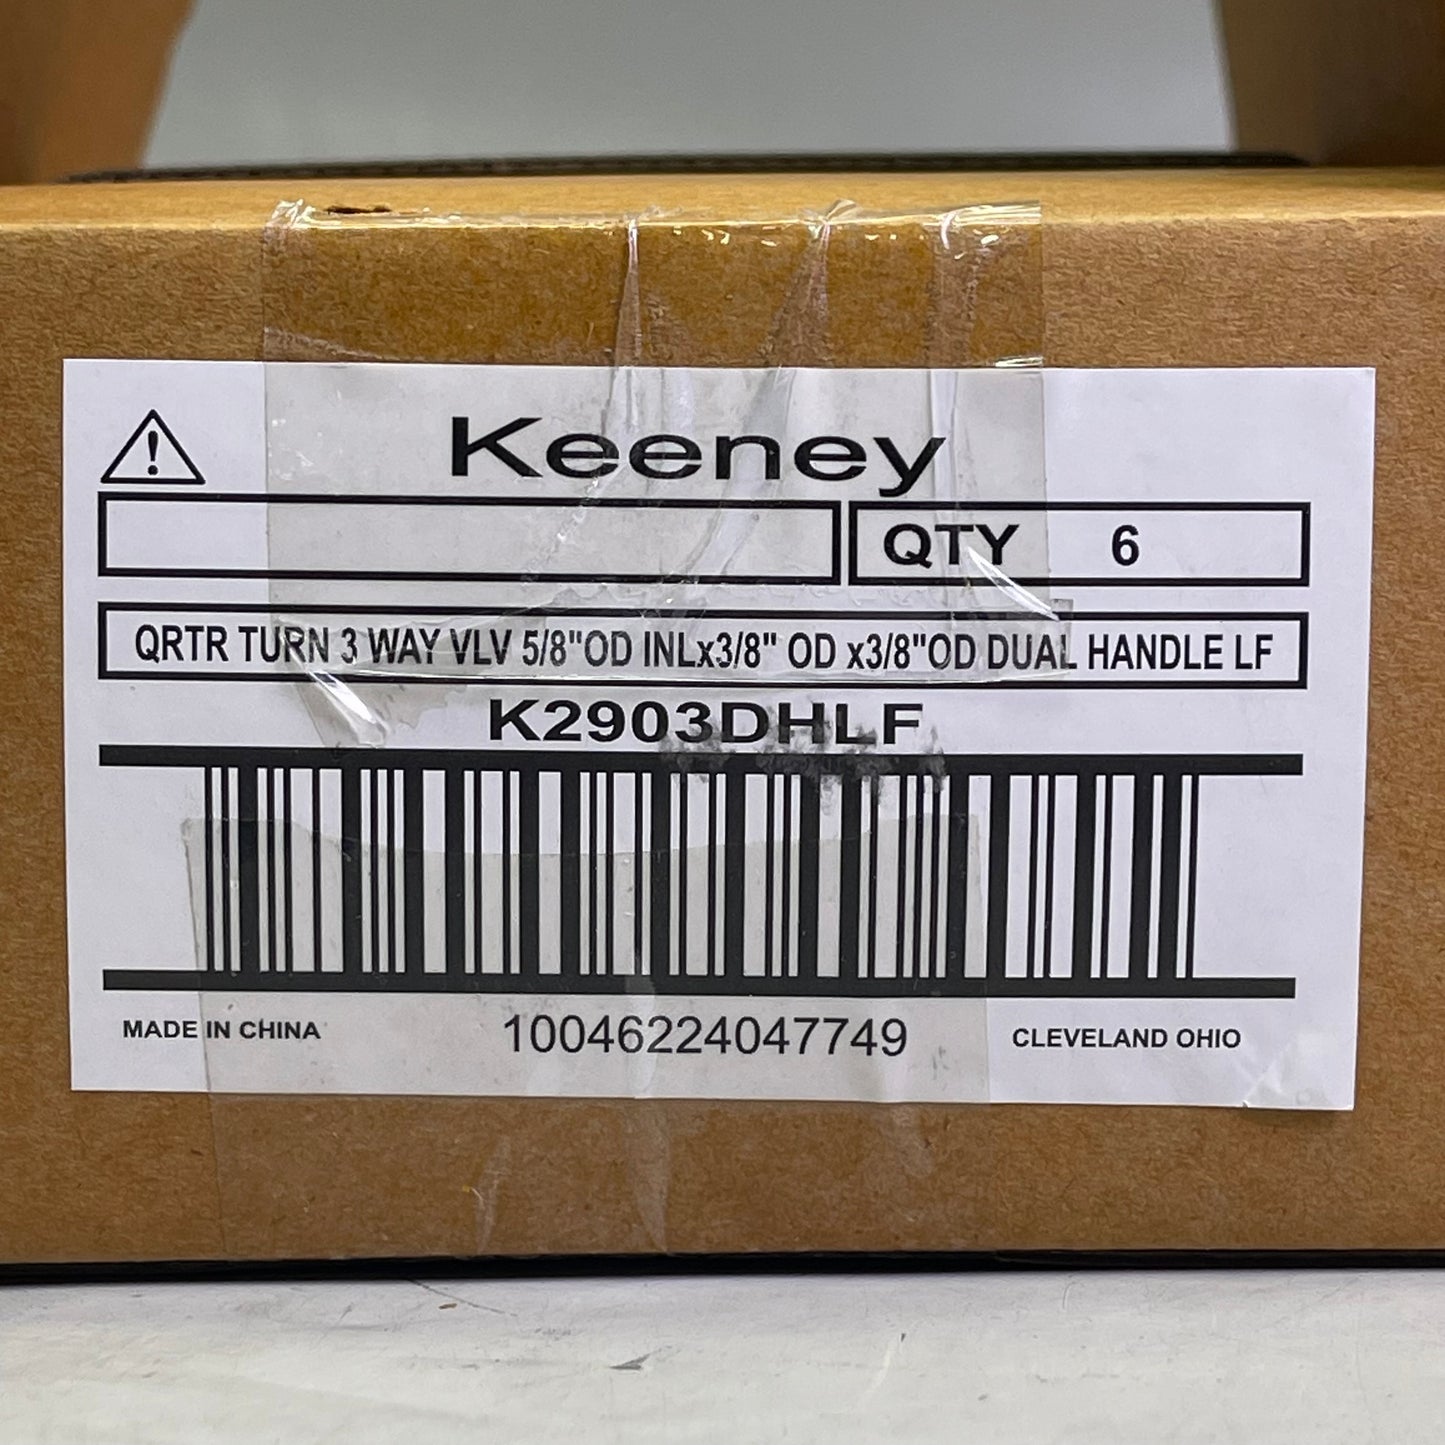 Keeney
QTY 6
QRTR TURN 3 WAY VLV 5/8"OD INLx3/8" OD x3/8"OD DUAL HANDLE LF
K2903DHLF
MADE IN CHINA 10046224047749 CLEVELAND OHIO